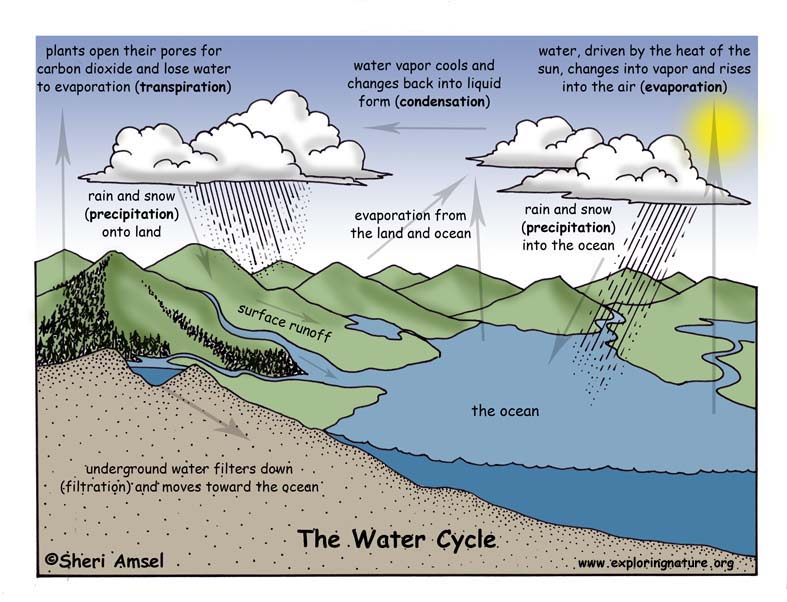 plants open their pores for
carbon dioxide and lose water
to evaporation (transpiration)
water vapor cools and
changes back into liquid
form (condensation)
water, driven by the heat of the
sun, changes into vapor and rises
into the air (evaporation)
rain and snow
(precipitation)
onto land
evaporation from
the land and ocean
rain and snow
(precipitation)
into the ocean
surface runoff
the ocean
underground water filters down
(filtration) and moves toward the ocean
The Water Cycle
©Sheri Amsel
www.exploringnature.org